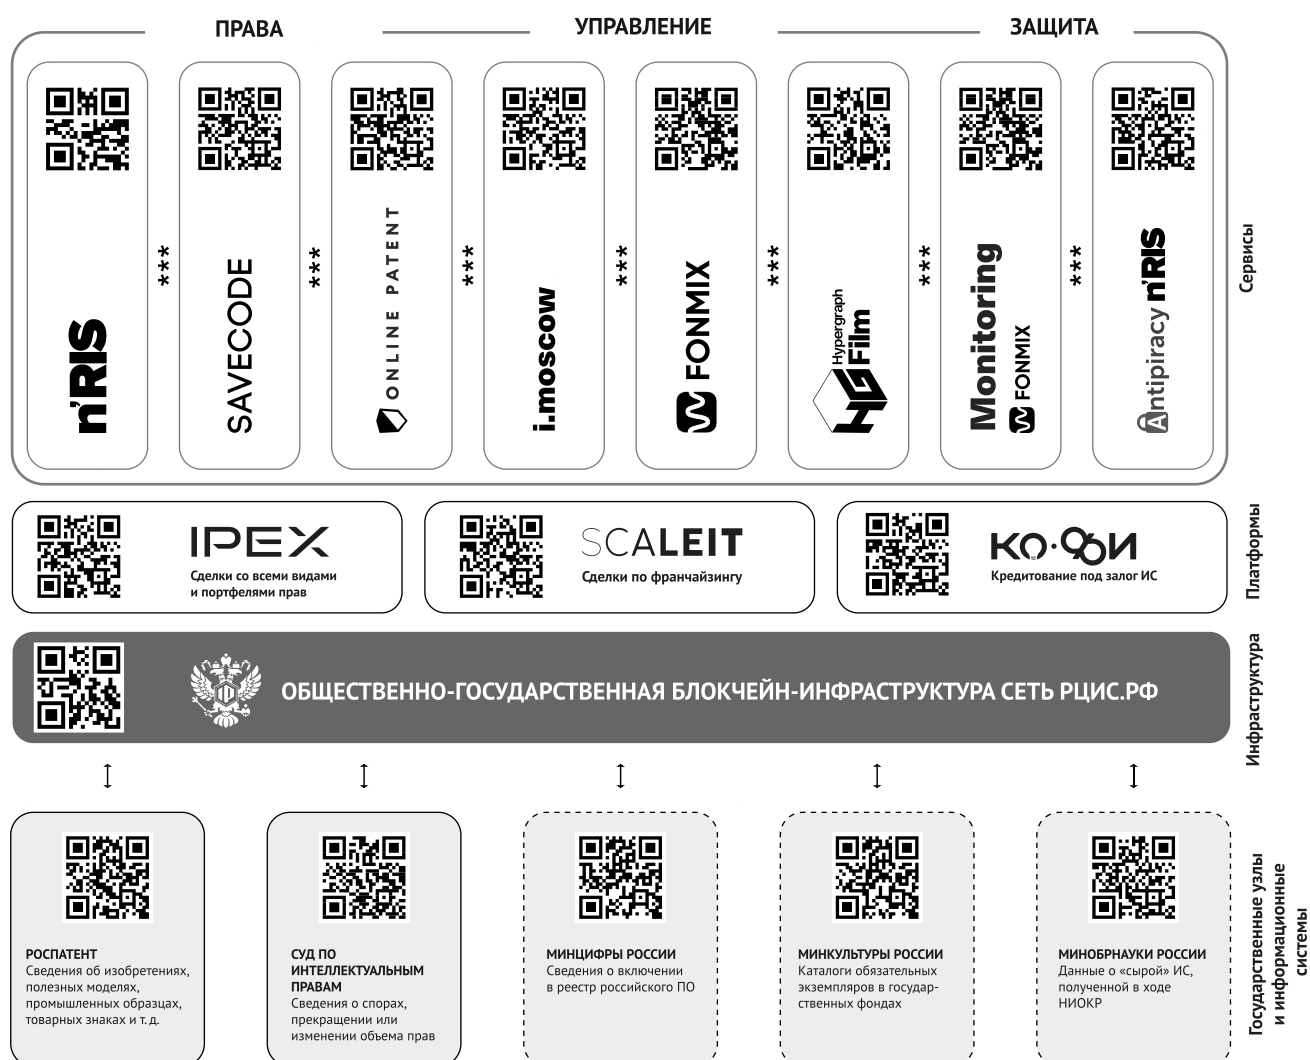 ПРАВА
УПРАВЛЕНИЕ
ЗАЩИТА
n'RIS
***
SAVECODE
***
ONLINE PATENT
***
i.moscow
***
FONMIX
***
HG
Hypergraph
Film
***
Monitoring
FONMIX
***
Antipiracy n'RIS
Сервисы
IPEX
Сделки со всеми видами
и портфелями прав
SCALEIT
Сделки по франчайзингу
КО·ФИ
Кредитование под залог ИС
Платформы
ОБЩЕСТВЕННО-ГОСУДАРСТВЕННАЯ БЛОКЧЕЙН-ИНФРАСТРУКТУРА СЕТЬ РЦИС.РФ
Инфраструктура
РОСПАТЕНТ
Сведения об изобретениях,
полезных моделях,
промышленных образцах,
товарных знаках и т. д.
СУД ПО
ИНТЕЛЛЕКТУАЛЬНЫМ
ПРАВАМ
Сведения о спорах,
прекращении или
изменении объема прав
МИНЦИФРЫ РОССИИ
Сведения о включении
в реестр российского ПО
МИНКУЛЬТУРЫ РОССИИ
Каталоги обязательных
экземпляров в государ-
ственных фондах
МИНОБРНАУКИ РОССИИ
Данные о «сырой» ИС,
полученной в ходе
НИОКР
Государственные узлы
и информационные
системы